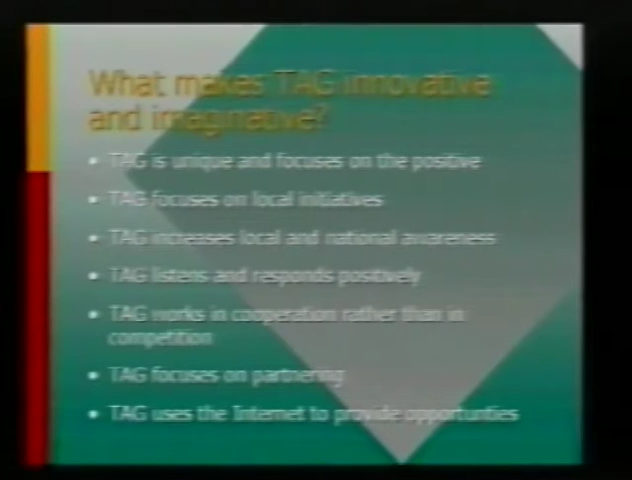 What makes TAG innovative
and imaginative?
• TAG is unique and focuses on the positive
• TAG focuses on local initiatives
• TAG increases local and national awareness
• TAG listens and responds positively
• TAG works in cooperation rather than in
competition
• TAG focuses on partnering
• TAG uses the Internet to provide opportunties